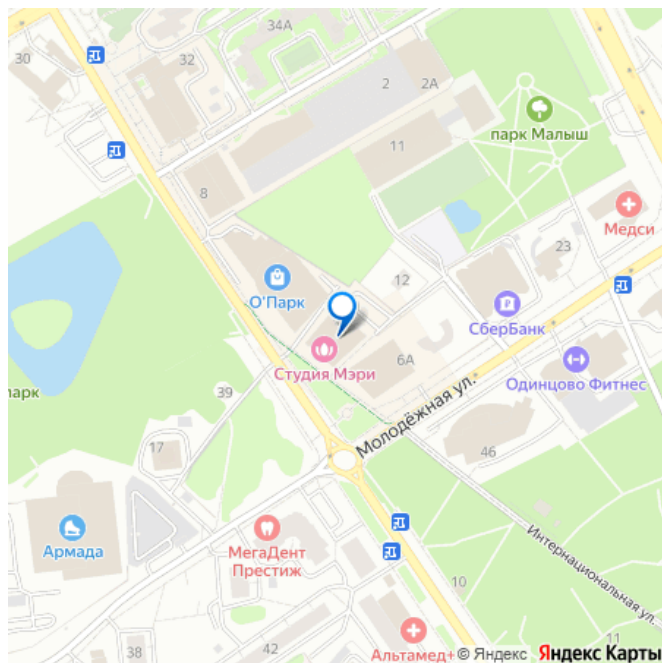 34А
30
32
2
2А
парк Малыш
11
8
Медси
23
О'Парк
12
СберБанк
Студия Мэри
6А
Одинцово Фитнес
Молодёжная ул.
парк
39
17
46
Армада
МегаДент
Престиж
Интернациональная ул.
10
38
42
11
Альтамед+
© Яндекс Яндекс Карты